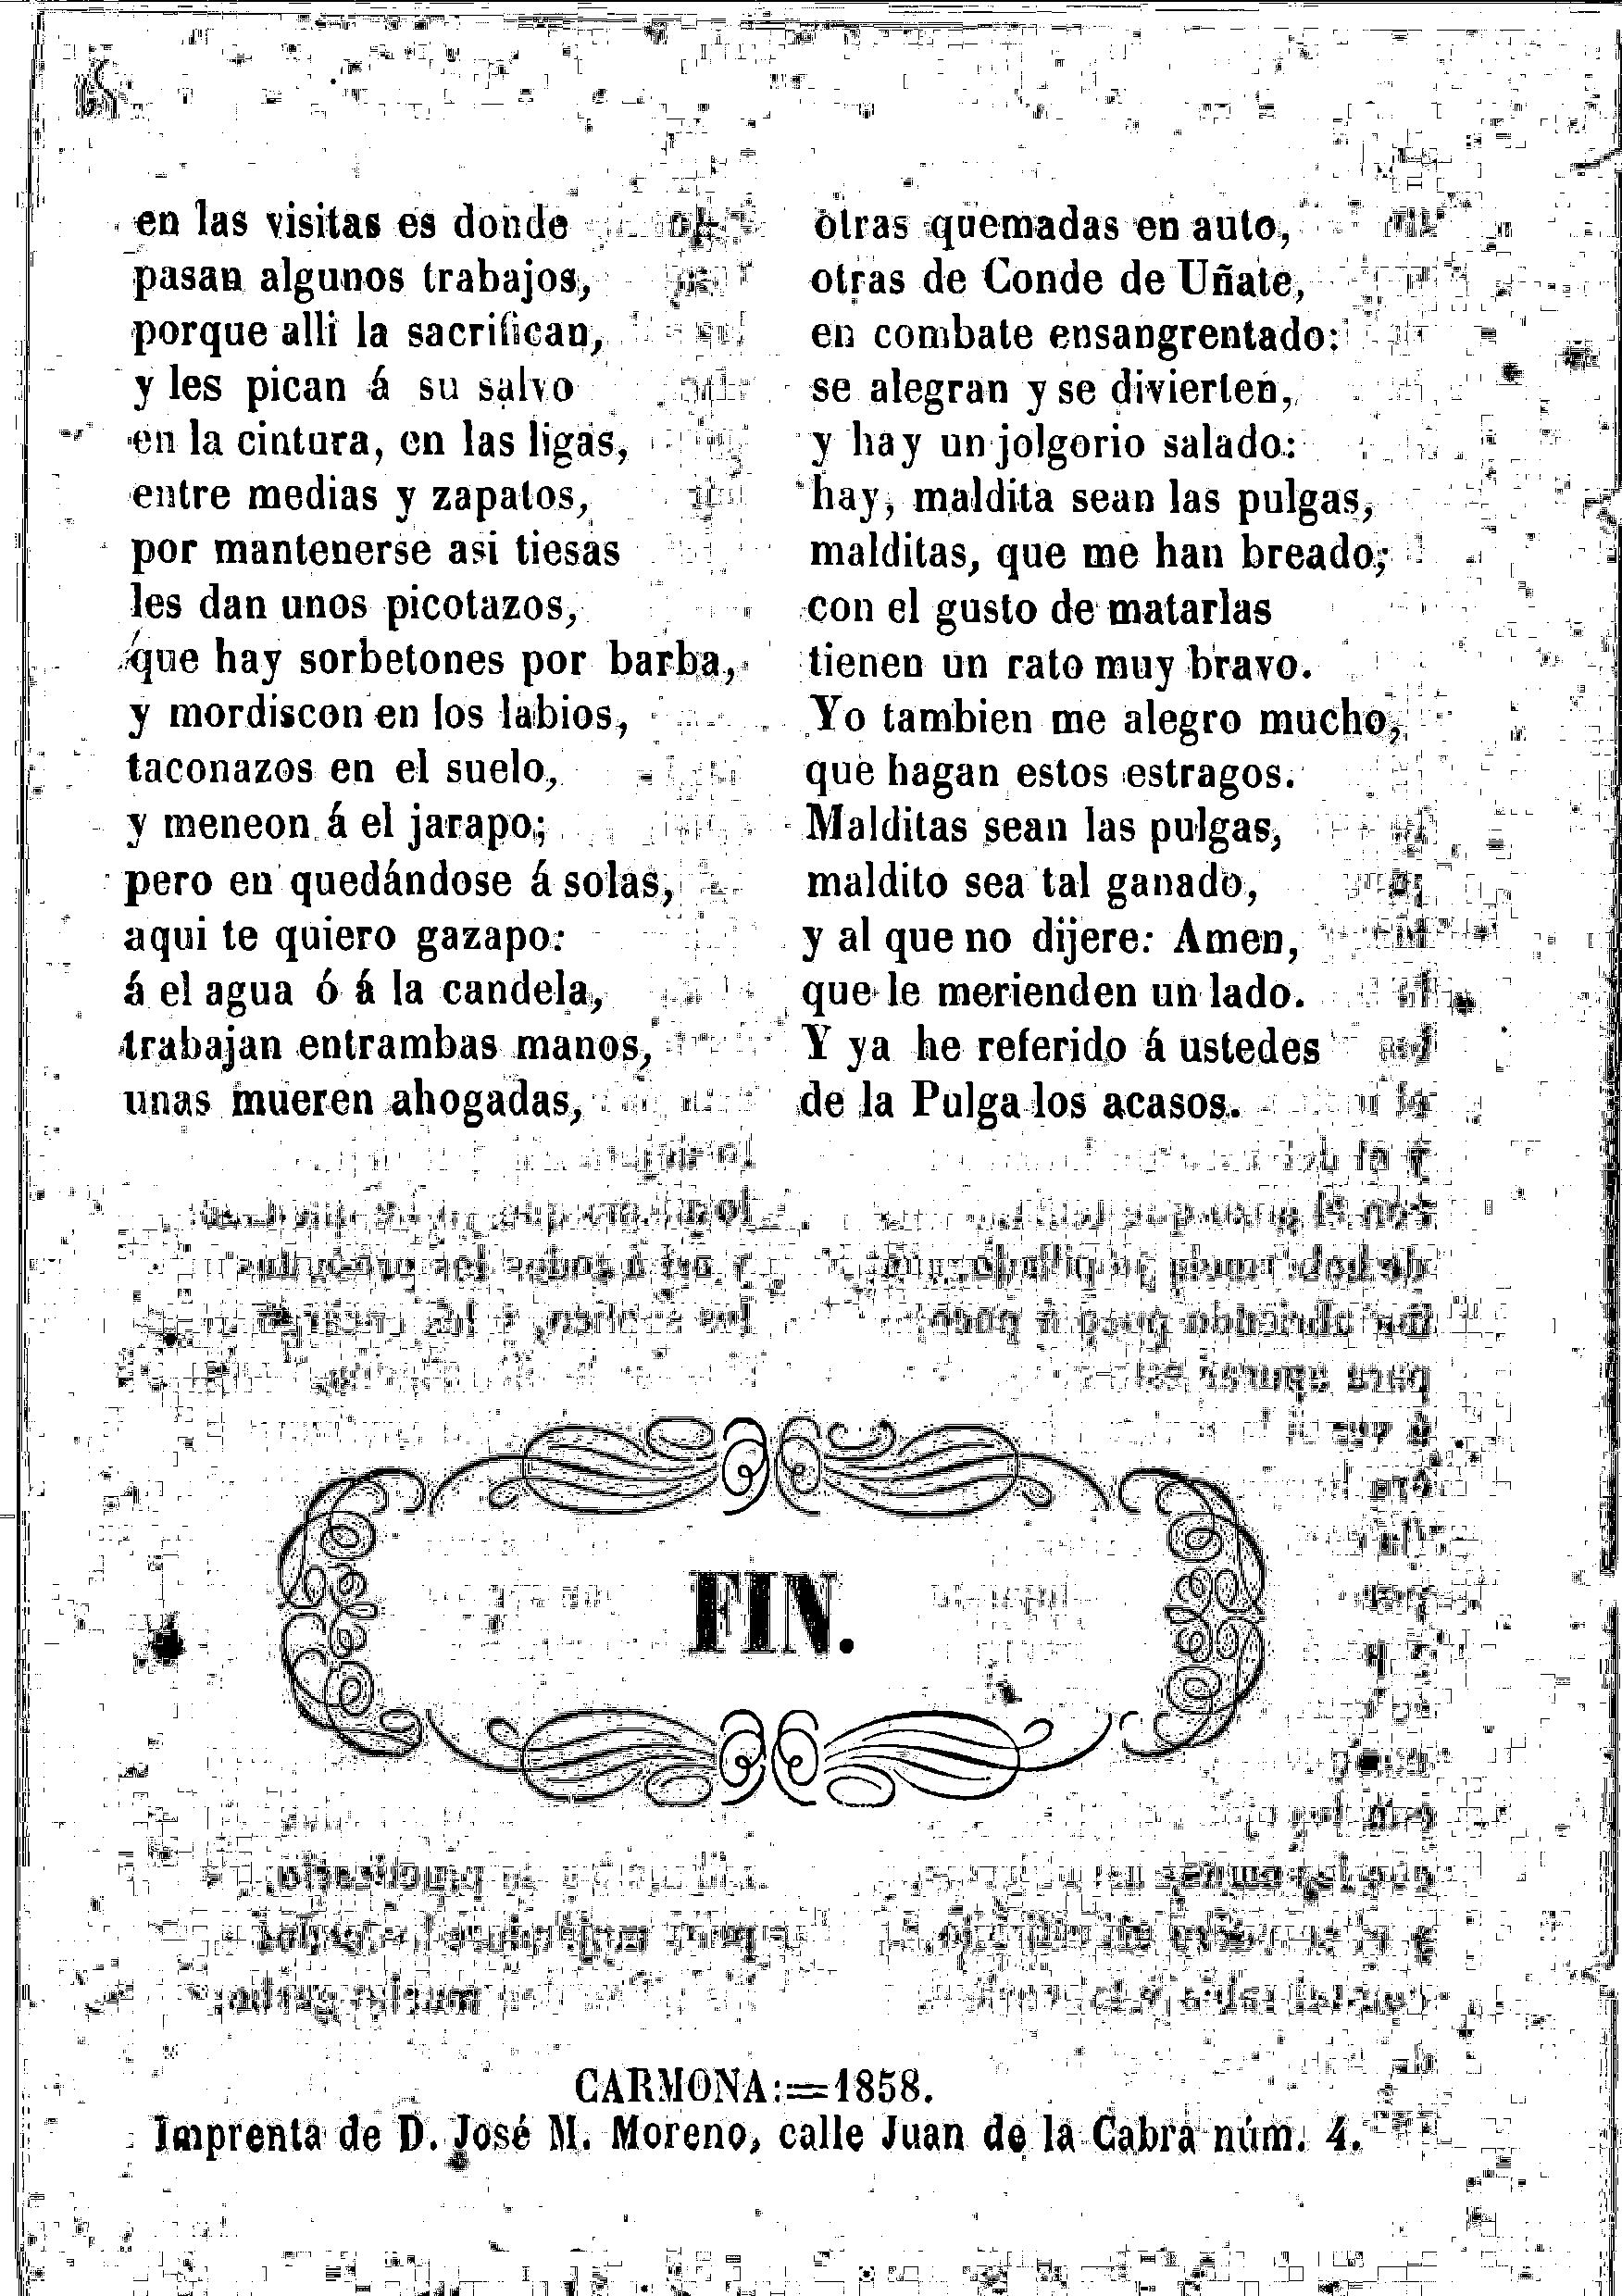 en las visitas es donde
pasan algunos trabajos,
porque alli la sacrifican,
y les pican á su salvo
en la cintura, en las ligas,
entre medias y zapatos,
por mantenerse asi tiesas
les dan unos picotazos,
que hay sorbetones por barba,
y mordiscon en los labios,
taconazos en el suelo,
y meneon á el jarapo;
pero en quedándose á solas,
aqui te quiero gazapo:
á el agua ó á la candela,
trabajan entrambas manos,
unas mueren ahogadas,
otras quemadas en auto,
otras de Conde de Uñate,
en combate ensangrentado:
se alegran y se divierten,
y hay un jolgorio salado:
hay, maldita sean las pulgas,
malditas, que me han breado;
con el gusto de matarlas
tienen un rato muy bravo.
Yo tambien me alegro mucho,
que hagan estos estragos.
Malditas sean las pulgas,
maldito sea tal ganado,
y al que no dijere: Amen,
que le merienden un lado.
Y ya he referido á ustedes
de la Pulga los acasos.
FIN.
CARMONA:=1858.
Imprenta de D. José M. Moreno, calle Juan de la Cabra núm. 4.